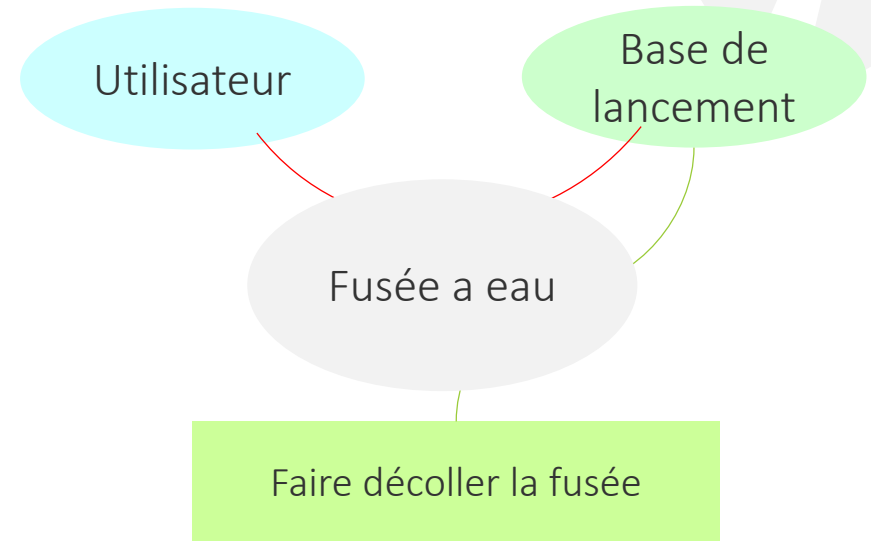 Utilisateur
Base de
lancement
Fusée a eau
Faire décoller la fusée